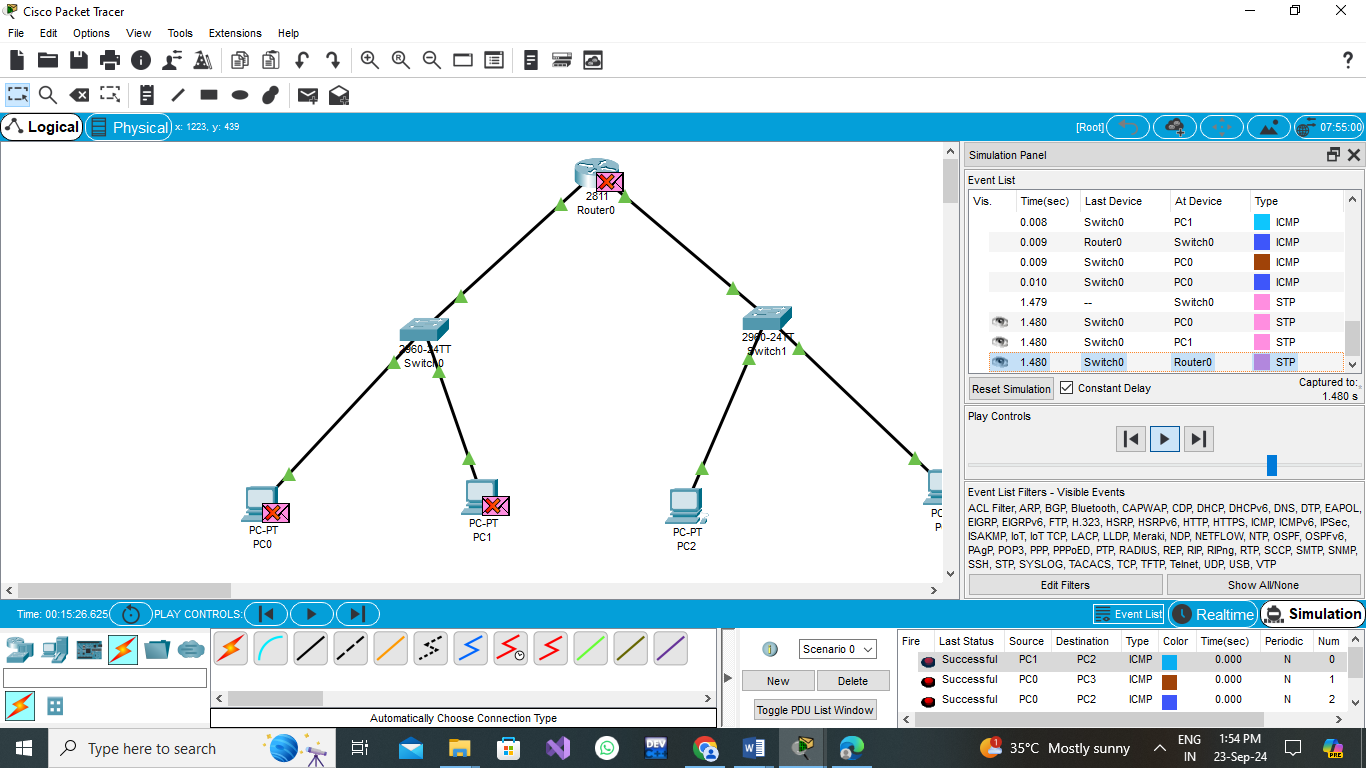 Cisco Packet Tracer
File Edit Options View Tools Extensions Help
Logical Physical x: 1223, y: 439 [Root] 07:55:00
2811
Router0
2960-24TT
Switch0
2960-24TT
Switch1
PC-PT
PC0
PC-PT
PC1
PC-PT
PC2
PC
P
Simulation Panel
Event List
Vis. Time(sec) Last Device At Device Type
0.008 Switch0 PC1 ICMP
0.009 Router0 Switch0 ICMP
0.009 Switch0 PC0 ICMP
0.010 Switch0 PC0 ICMP
1.479 -- Switch0 STP
1.480 Switch0 PC0 STP
1.480 Switch0 PC1 STP
1.480 Switch0 Router0 STP
Reset Simulation Constant Delay Captured to:
1.480 s
Play Controls
Event List Filters - Visible Events
ACL Filter, ARP, BGP, Bluetooth, CAPWAP, CDP, DHCP, DHCPv6, DNS, DTP, EAPOL,
EIGRP, EIGRPv6, FTP, H.323, HSRP, HSRPv6, HTTP, HTTPS, ICMP, ICMPv6, IPSec,
ISAKMP, IoT, IoT TCP, LACP, LLDP, Meraki, NDP, NETFLOW, NTP, OSPF, OSPFv6,
PAgP, POP3, PPP, PPPoED, PTP, RADIUS, REP, RIP, RIPng, RTP, SCCP, SMTP, SNMP,
SSH, STP, SYSLOG, TACACS, TCP, TFTP, Telnet, UDP, USB, VTP
Edit Filters Show All/None
Time: 00:15:26.625 PLAY CONTROLS: Event List Realtime Simulation
Scenario 0
New Delete
Toggle PDU List Window
Automatically Choose Connection Type
Fire Last Status Source Destination Type Color Time(sec) Periodic Num
Successful PC1 PC2 ICMP 0.000 N 0
Successful PC0 PC3 ICMP 0.000 N 1
Successful PC0 PC2 ICMP 0.000 N 2
Type here to search
DEV
1
35°C Mostly sunny
ENG
IN
1:54 PM
23-Sep-24
PRE